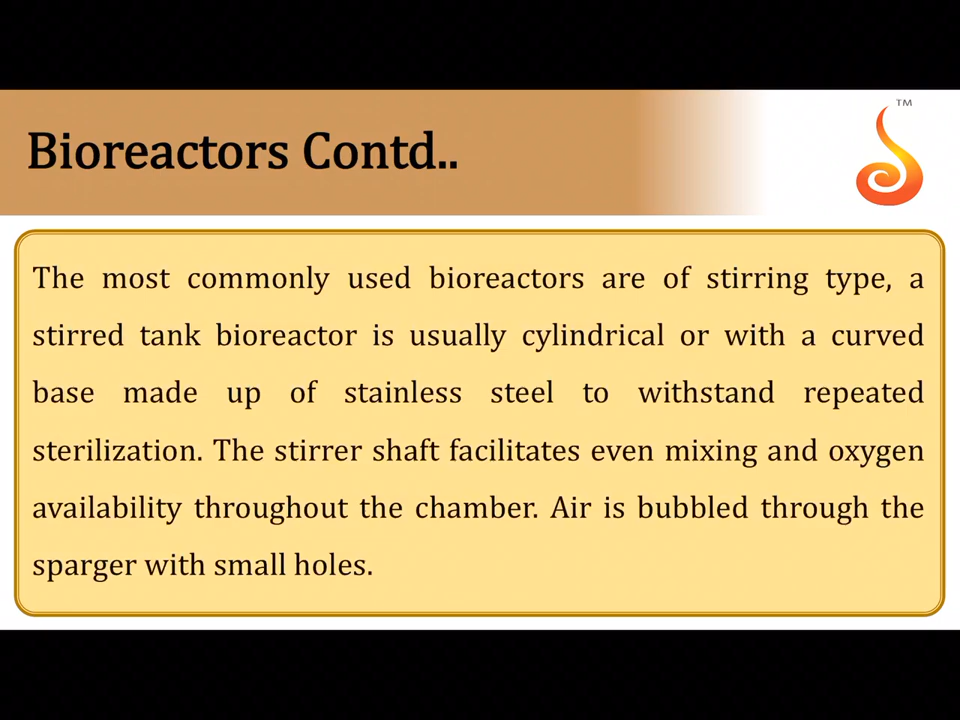 TM
Bioreactors Contd..
The most commonly used bioreactors are of stirring type, a
stirred tank bioreactor is usually cylindrical or with a curved
base made up of stainless steel to withstand repeated
sterilization. The stirrer shaft facilitates even mixing and oxygen
availability throughout the chamber. Air is bubbled through the
sparger with small holes.